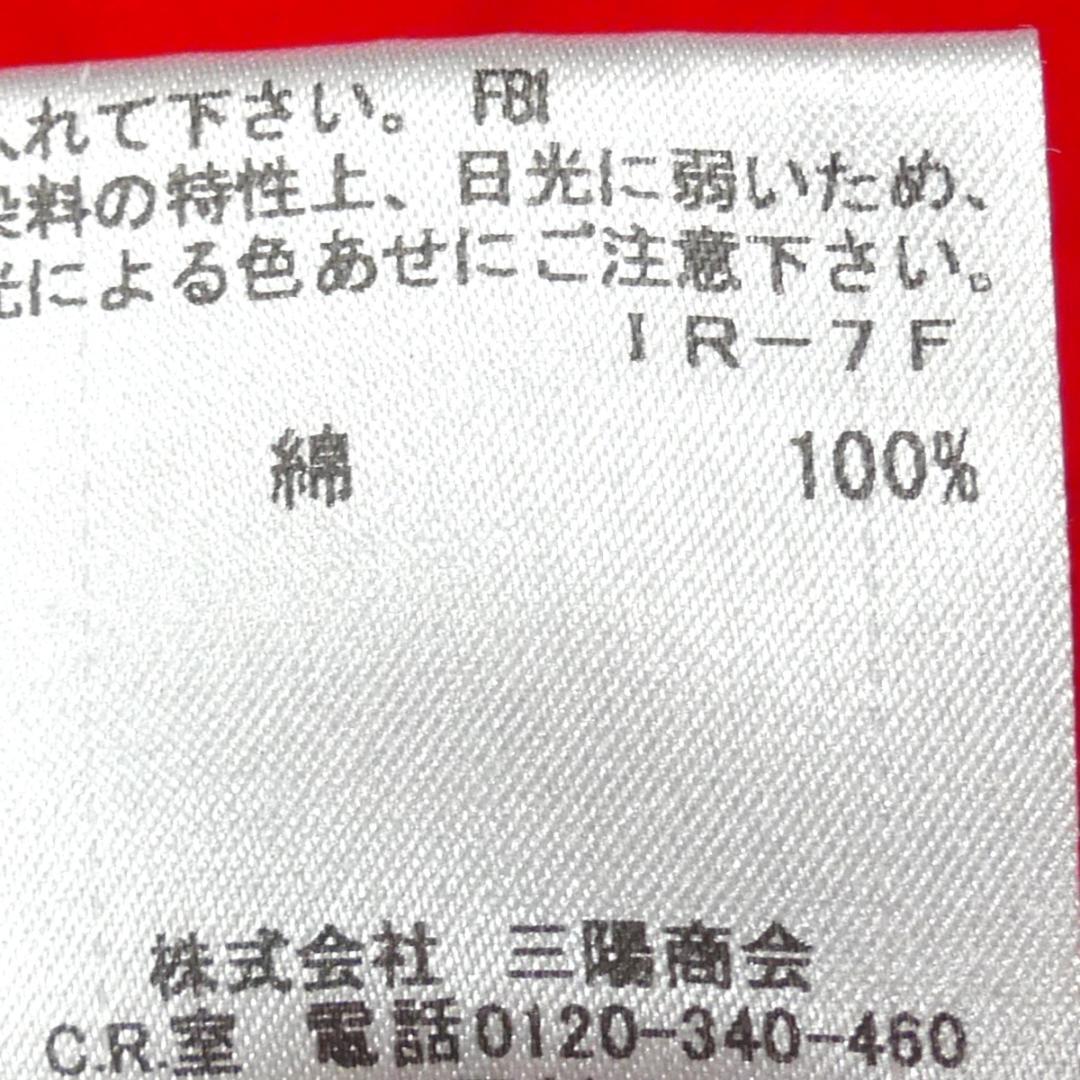 れて下さい。 FB1
料の特性上、日光に弱いため、
による色あせにご注意下さい。
IR-7F
綿 100%
株式会社 三陽商会
C.R.室 電話0120-340-460